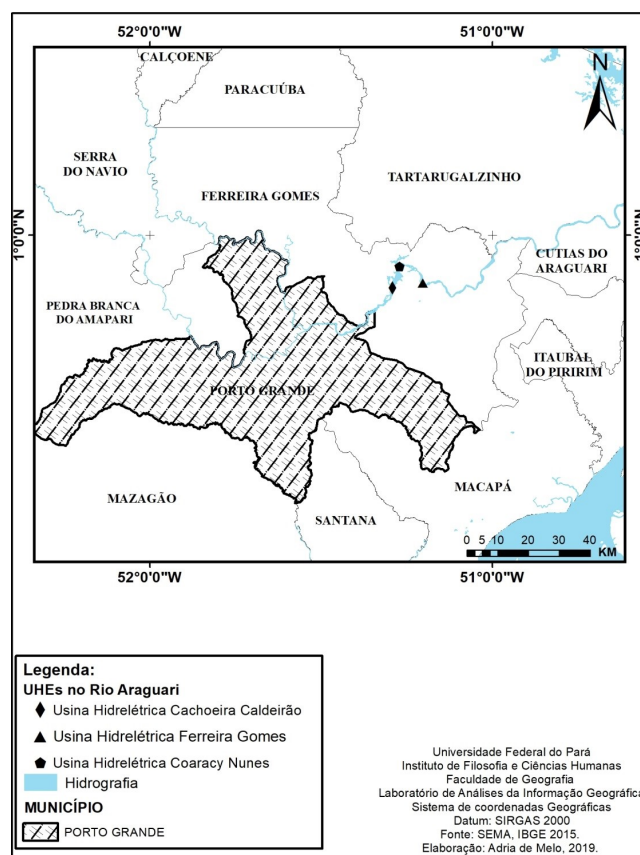 52°0'0"W
51°0'0"W
CALÇOENE
N
PARACUÚBA
SERRA
DO NAVIO
TARTARUGALZINHO
FERREIRA GOMES
1°0'0"N
1°0'0"N
CUTIAS DO
ARAGUARI
PEDRA BRANCA
DO AMAPARI
ITAUBAL
DO PIRIRIM
PORTO GRANDE
MACAPÁ
MAZAGÃO
SANTANA
0 5 10 20 30 40
KM
52°0'0"W
51°0'0"W
Legenda:
UHEs no Rio Araguari
Usina Hidrelétrica Cachoeira Caldeirão
Usina Hidrelétrica Ferreira Gomes
Usina Hidrelétrica Coaracy Nunes
Hidrografia
MUNICÍPIO
PORTO GRANDE
Universidade Federal do Pará
Instituto de Filosofia e Ciências Humanas
Faculdade de Geografia
Laboratório de Análises da Informação Geográfica
Sistema de coordenadas Geográficas
Datum: SIRGAS 2000
Fonte: SEMA, IBGE 2015.
Elaboração: Adria de Melo, 2019.